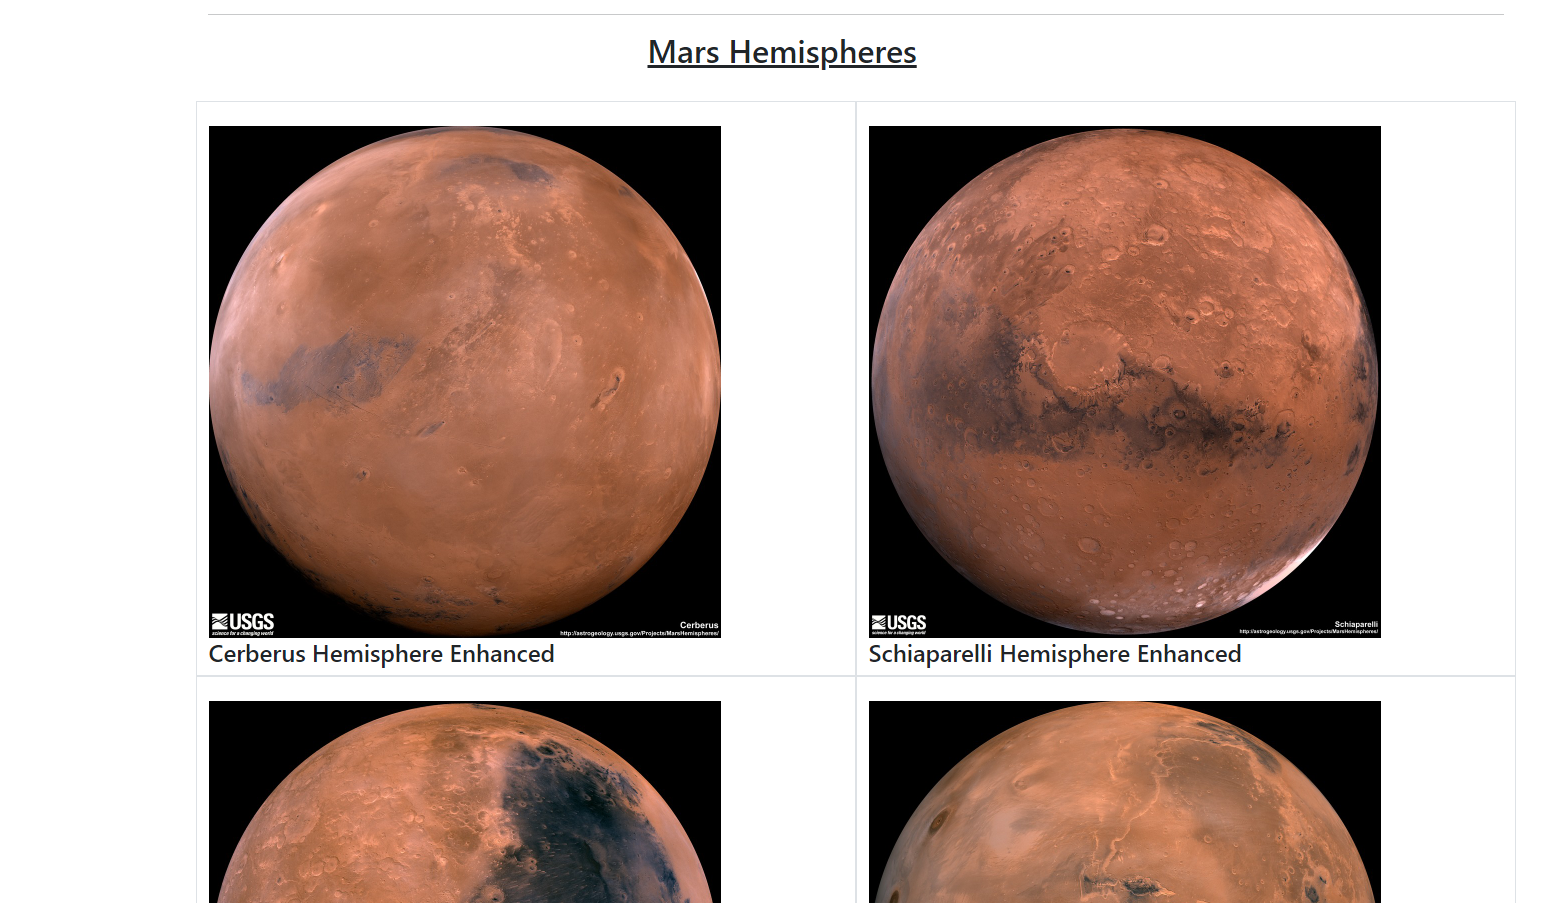 Mars Hemispheres
USGS
science for a changing world
Cerberus
http://astrogeology.usgs.gov/Projects/MarsHemispheres/
Cerberus Hemisphere Enhanced
USGS
science for a changing world
Schiaparelli
http://astrogeology.usgs.gov/Projects/MarsHemispheres/
Schiaparelli Hemisphere Enhanced